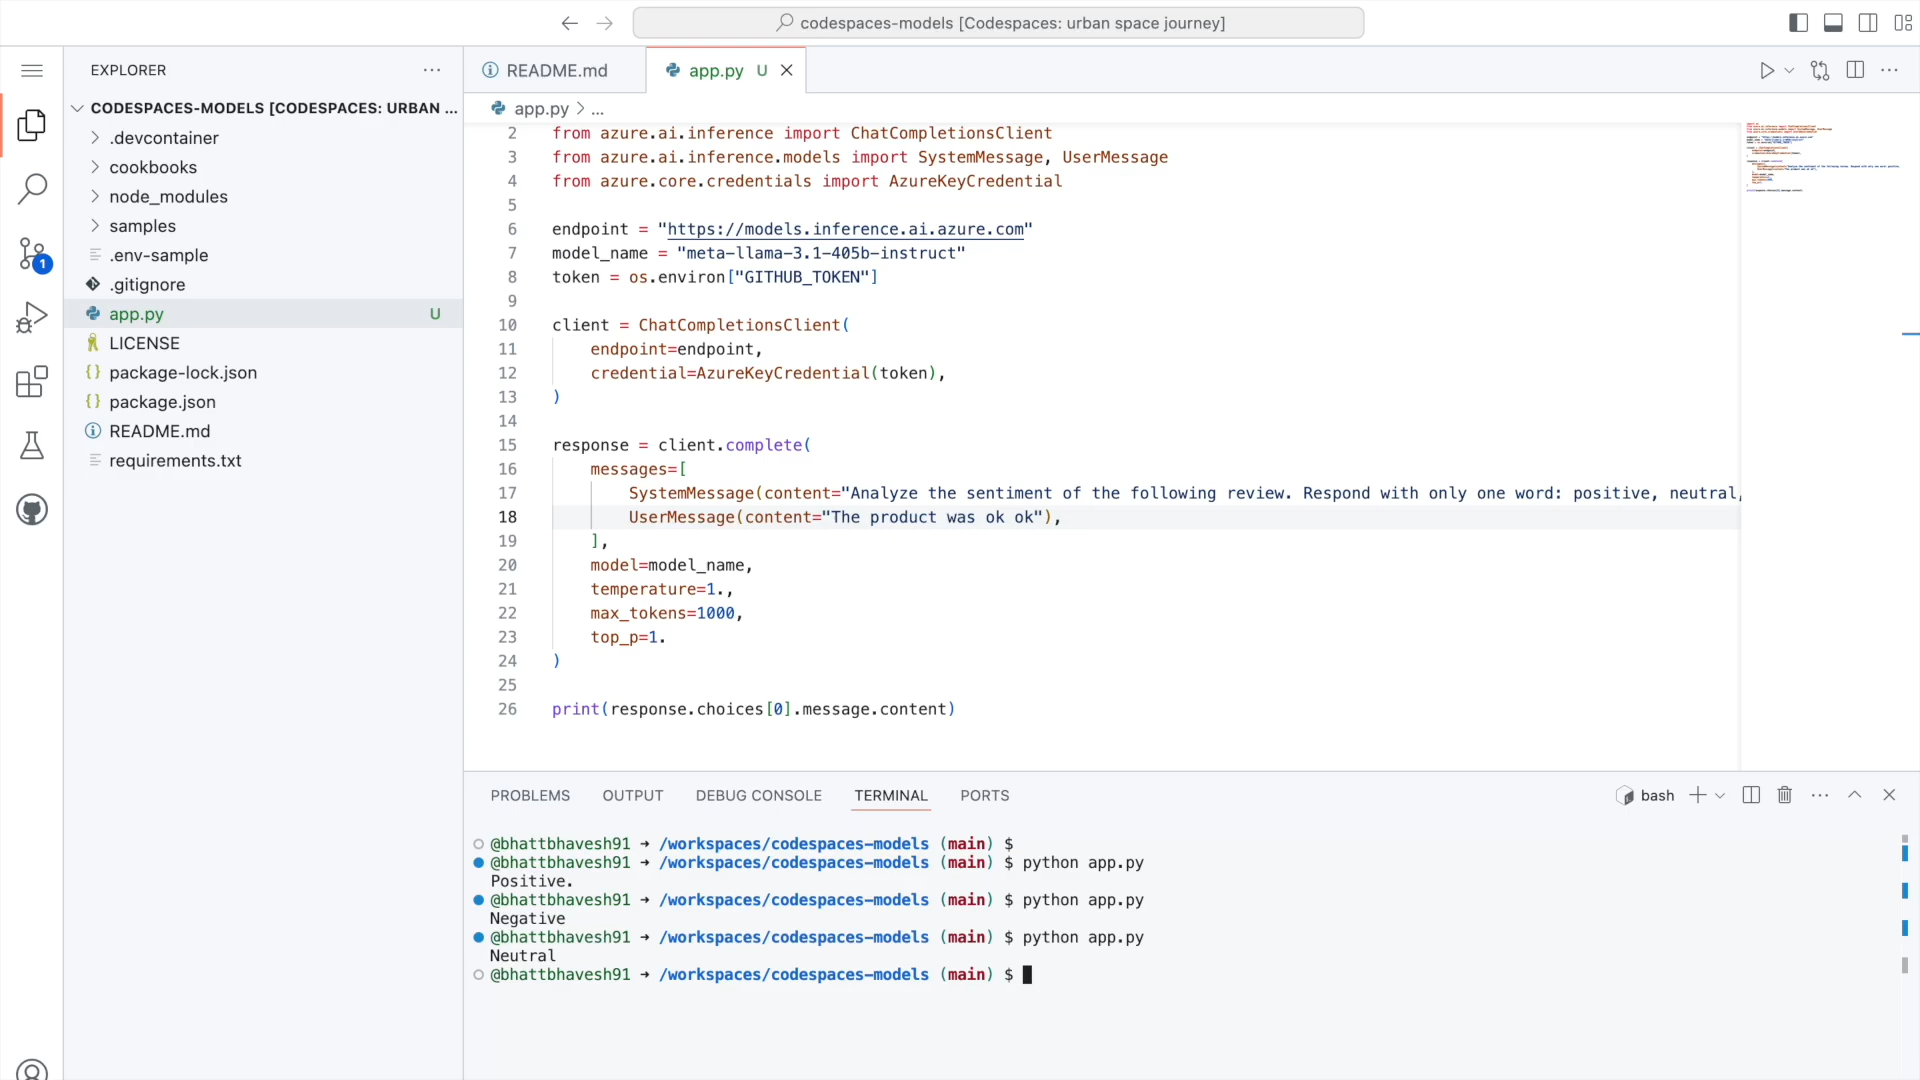 codespaces-models [Codespaces: urban space journey]
EXPLORER
CODESPACES-MODELS [CODESPACES: URBAN ...
.devcontainer
cookbooks
node_modules
samples
.env-sample
.gitignore
app.py U
LICENSE
package-lock.json
package.json
README.md
requirements.txt
1
README.md
app.py U
app.py > ...
2 from azure.ai.inference import ChatCompletionsClient
3 from azure.ai.inference.models import SystemMessage, UserMessage
4 from azure.core.credentials import AzureKeyCredential
5
6 endpoint = "https://models.inference.ai.azure.com"
7 model_name = "meta-llama-3.1-405b-instruct"
8 token = os.environ["GITHUB_TOKEN"]
9
10 client = ChatCompletionsClient(
11 endpoint=endpoint,
12 credential=AzureKeyCredential(token),
13 )
14
15 response = client.complete(
16 messages=[
17 SystemMessage(content="Analyze the sentiment of the following review. Respond with only one word: positive, neutral,
18 UserMessage(content="The product was ok ok"),
19 ],
20 model=model_name,
21 temperature=1.,
22 max_tokens=1000,
23 top_p=1.
24 )
25
26 print(response.choices[0].message.content)
PROBLEMS OUTPUT DEBUG CONSOLE TERMINAL PORTS
bash
@bhattbhavesh91 → /workspaces/codespaces-models (main) $
@bhattbhavesh91 → /workspaces/codespaces-models (main) $ python app.py
Positive.
@bhattbhavesh91 → /workspaces/codespaces-models (main) $ python app.py
Negative
@bhattbhavesh91 → /workspaces/codespaces-models (main) $ python app.py
Neutral
@bhattbhavesh91 → /workspaces/codespaces-models (main) $